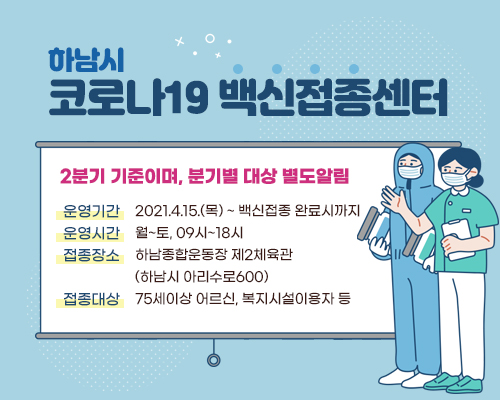 하남시
코로나19 백신접종센터
2분기 기준이며, 분기별 대상 별도알림
운영기간 2021.4.15.(목) ~ 백신접종 완료시까지
운영시간 월~토, 09시~18시
접종장소 하남종합운동장 제2체육관
(하남시 아리수로600)
접종대상 75세이상 어르신, 복지시설이용자 등